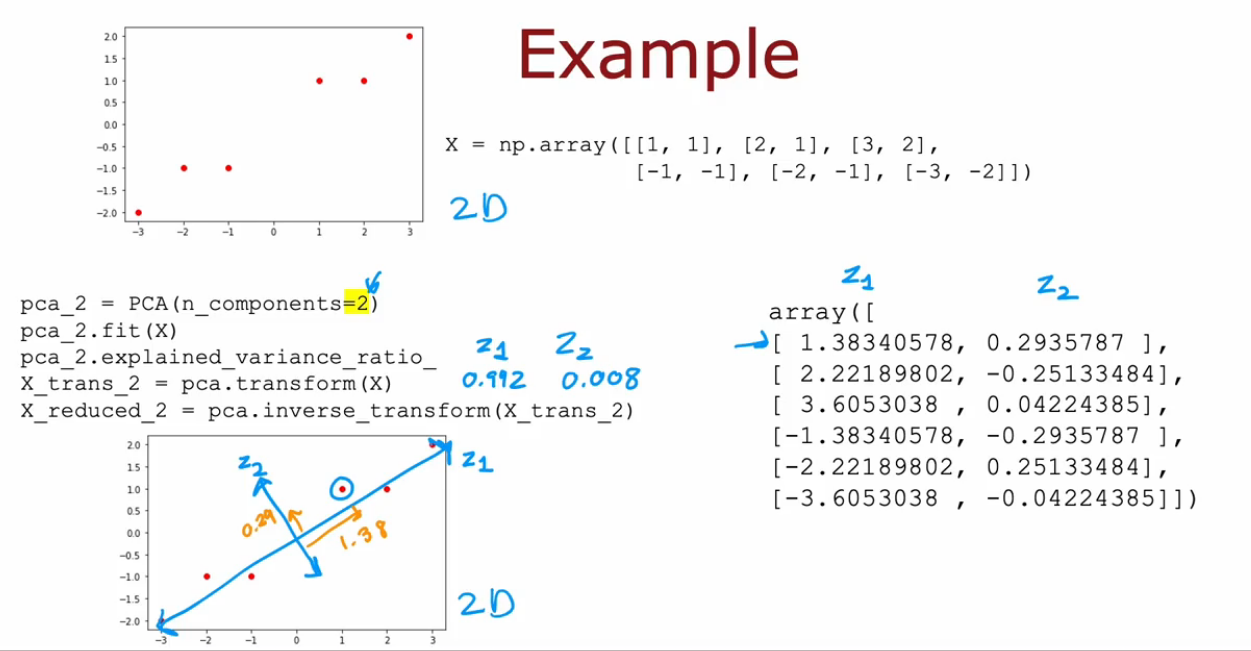 Example
2.0
1.5
1.0
0.5
0.0
−0.5
−1.0
−1.5
−2.0
−3 −2 −1 0 1 2 3
X = np.array([[1, 1], [2, 1], [3, 2],
[-1, -1], [-2, -1], [-3, -2]])
2D
pca_2 = PCA(n_components=2)
pca_2.fit(X)
pca_2.explained_variance_ratio_
X_trans_2 = pca.transform(X)
X_reduced_2 = pca.inverse_transform(X_trans_2)
z1 z2
0.992 0.008
z1 z2
array([
[ 1.38340578, 0.2935787 ],
[ 2.22189802, -0.25133484],
[ 3.6053038 , 0.04224385],
[-1.38340578, -0.2935787 ],
[-2.22189802, 0.25133484],
[-3.6053038 , -0.04224385]])
2.0
1.5
1.0
0.5
0.0
−0.5
−1.0
−1.5
−2.0
−3 −2 −1 0 1 2 3
z2
z1
0.29
1.38
2D